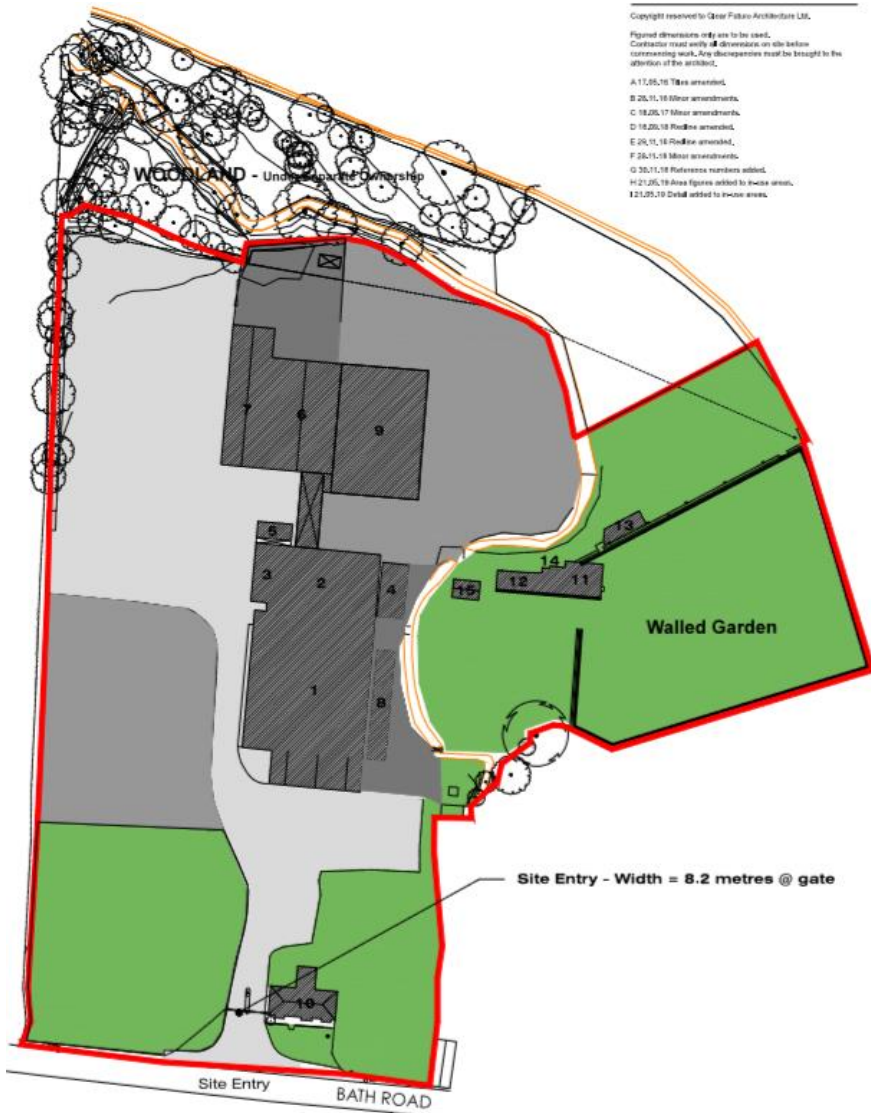 Copyright reserved to Clear Future Architecture Ltd.
Figured dimensions only are to be used.
Contractor must verify all dimensions on site before
commencing work. Any discrepancies must be brought to the
attention of the architect.
A 17.05.16 Titles amended.
B 28.11.16 Minor amendments.
C 18.05.17 Minor amendments.
D 18.09.18 Redline amended.
E 29.11.18 Redline amended.
F 29.11.18 Minor amendments.
G 30.11.18 Reference numbers added.
H 21.05.19 Area figures added to in-use areas.
I 21.05.19 Detail added to in-use areas.
WOODLAND - Under Separate Ownership
7
6
9
5
3
2
4
13
14
12
11
15
Walled Garden
1
8
Site Entry - Width = 8.2 metres @ gate
10
Site Entry
BATH ROAD